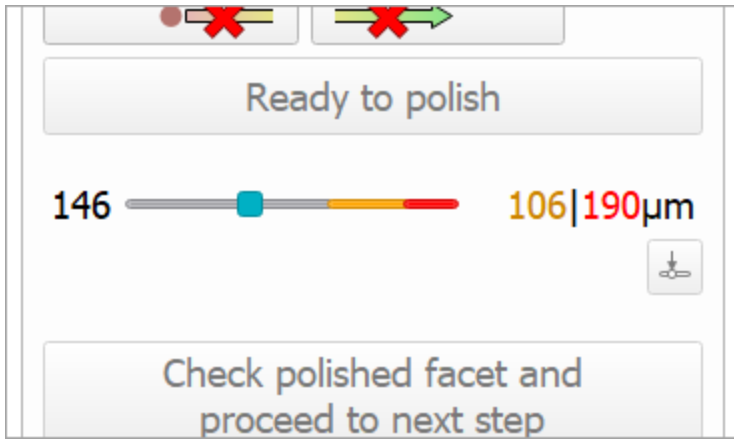 Ready to polish
146 106|190µm
Check polished facet and
proceed to next step